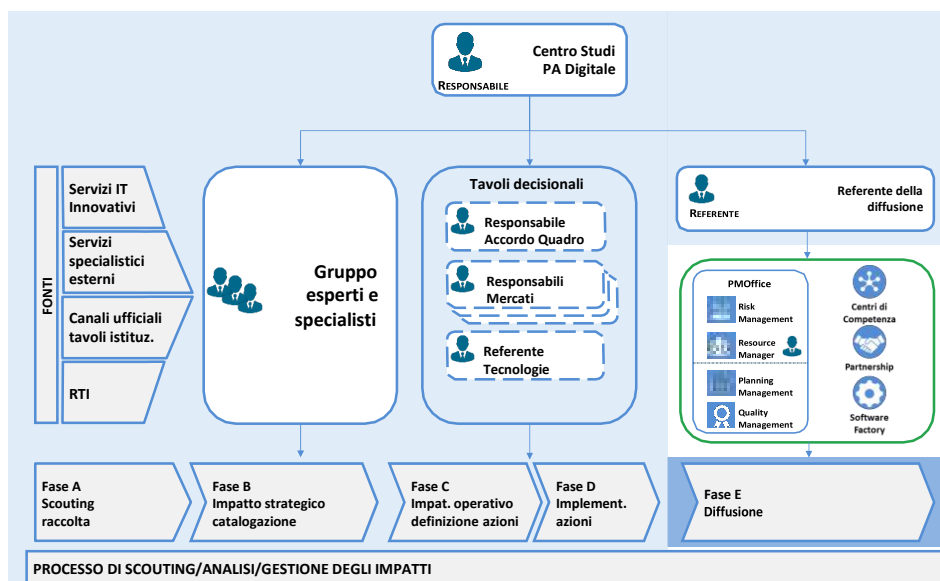 Centro Studi
PA Digitale
RESPONSABILE
FONTI
Servizi IT
Innovativi
Servizi
specialistici
esterni
Canali ufficiali
tavoli istituz.
RTI
Gruppo
esperti e
specialisti
Tavoli decisionali
Responsabile
Accordo Quadro
Responsabili
Mercati
Referente
Tecnologie
REFERENTE
Referente della
diffusione
PMOffice
Risk
Management
Resource
Manager
Planning
Management
Quality
Management
Centri di
Competenza
Partnership
Software
Factory
Fase A
Scouting
raccolta
Fase B
Impatto strategico
catalogazione
Fase C
Impat. operativo
definizione azioni
Fase D
Implement.
azioni
Fase E
Diffusione
PROCESSO DI SCOUTING/ANALISI/GESTIONE DEGLI IMPATTI